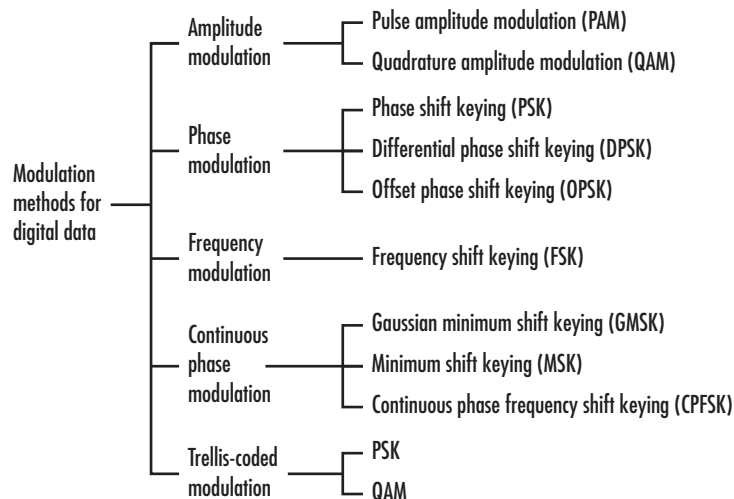 Modulation
methods for
digital data
Amplitude
modulation
Pulse amplitude modulation (PAM)
Quadrature amplitude modulation (QAM)
Phase
modulation
Phase shift keying (PSK)
Differential phase shift keying (DPSK)
Offset phase shift keying (OPSK)
Frequency
modulation
Frequency shift keying (FSK)
Continuous
phase
modulation
Gaussian minimum shift keying (GMSK)
Minimum shift keying (MSK)
Continuous phase frequency shift keying (CPFSK)
Trellis-coded
modulation
PSK
QAM